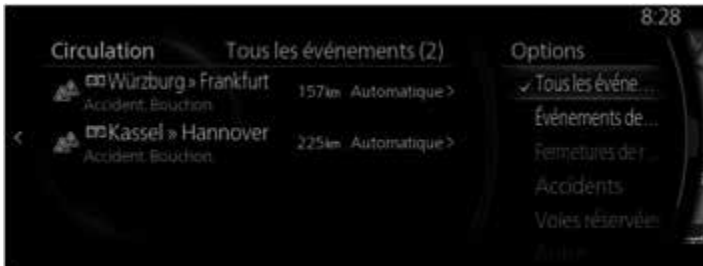 8:28
Circulation Tous les événements (2) Options
Würzburg » Frankfurt
Accident, Bouchon
157km Automatique >
Kassel » Hannover
Accident, Bouchon
225km Automatique >
Tous les évène...
Événements de...
Fermetures de r...
Accidents
Voies réservées